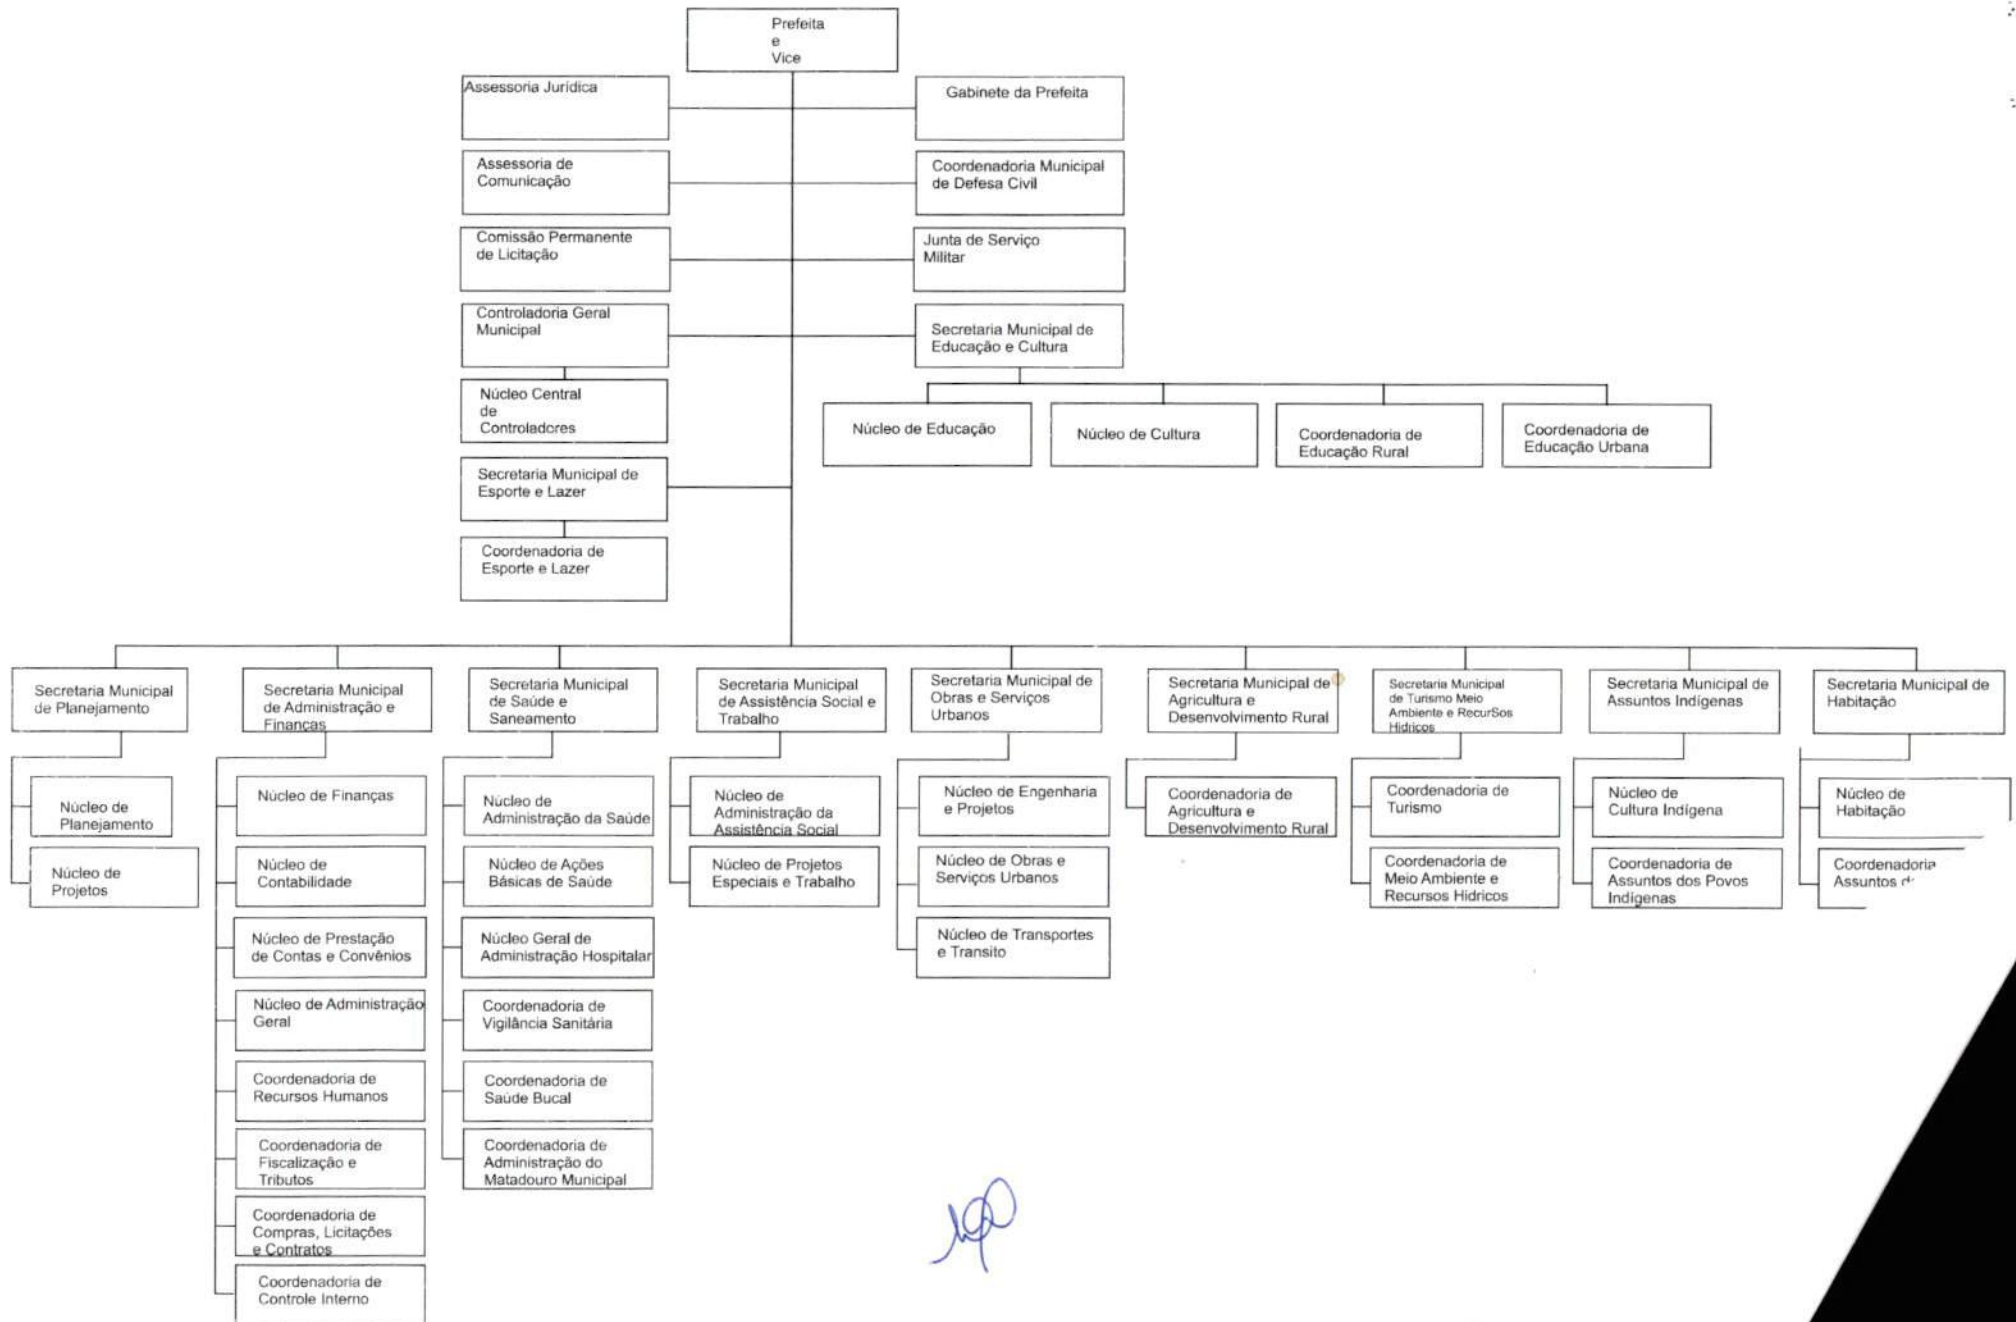 Prefeita
e
Vice
Assessoria Jurídica
Gabinete da Prefeita
Assessoria de
Comunicação
Coordenadoria Municipal
de Defesa Civil
Comissão Permanente
de Licitação
Junta de Serviço
Militar
Controladoria Geral
Municipal
Secretaria Municipal de
Educação e Cultura
Núcleo Central
de
Controladores
Núcleo de Educação
Núcleo de Cultura
Coordenadoria de
Educação Rural
Coordenadoria de
Educação Urbana
Secretaria Municipal de
Esporte e Lazer
Coordenadoria de
Esporte e Lazer
Secretaria Municipal
de Planejamento
Secretaria Municipal
de Administração e
Finanças
Secretaria Municipal
de Saúde e
Saneamento
Secretaria Municipal
de Assistência Social e
Trabalho
Secretaria Municipal de
Obras e Serviços
Urbanos
Secretaria Municipal de
Agricultura e
Desenvolvimento Rural
Secretaria Municipal
de Turismo Meio
Ambiente e RecurSos
Hídricos
Secretaria Municipal de
Assuntos Indígenas
Secretaria Municipal de
Habitação
Núcleo de
Planejamento
Núcleo de
Projetos
Núcleo de Finanças
Núcleo de
Contabilidade
Núcleo de Prestação
de Contas e Convênios
Núcleo de Administração
Geral
Coordenadoria de
Recursos Humanos
Coordenadoria de
Fiscalização e
Tributos
Coordenadoria de
Compras, Licitações
e Contratos
Coordenadoria de
Controle Interno
Núcleo de
Administração da Saúde
Núcleo de Ações
Básicas de Saúde
Núcleo Geral de
Administração Hospitalar
Coordenadoria de
Vigilância Sanitária
Coordenadoria de
Saúde Bucal
Coordenadoria de
Administração do
Matadouro Municipal
Núcleo de
Administração da
Assistência Social
Núcleo de Projetos
Especiais e Trabalho
Núcleo de Engenharia
e Projetos
Núcleo de Obras e
Serviços Urbanos
Núcleo de Transportes
e Transito
Coordenadoria de
Agricultura e
Desenvolvimento Rural
Coordenadoria de
Turismo
Coordenadoria de
Meio Ambiente e
Recursos Hídricos
Núcleo de
Cultura Indígena
Coordenadoria de
Assuntos dos Povos
Indígenas
Núcleo de
Habitação
Coordenadoria
Assuntos